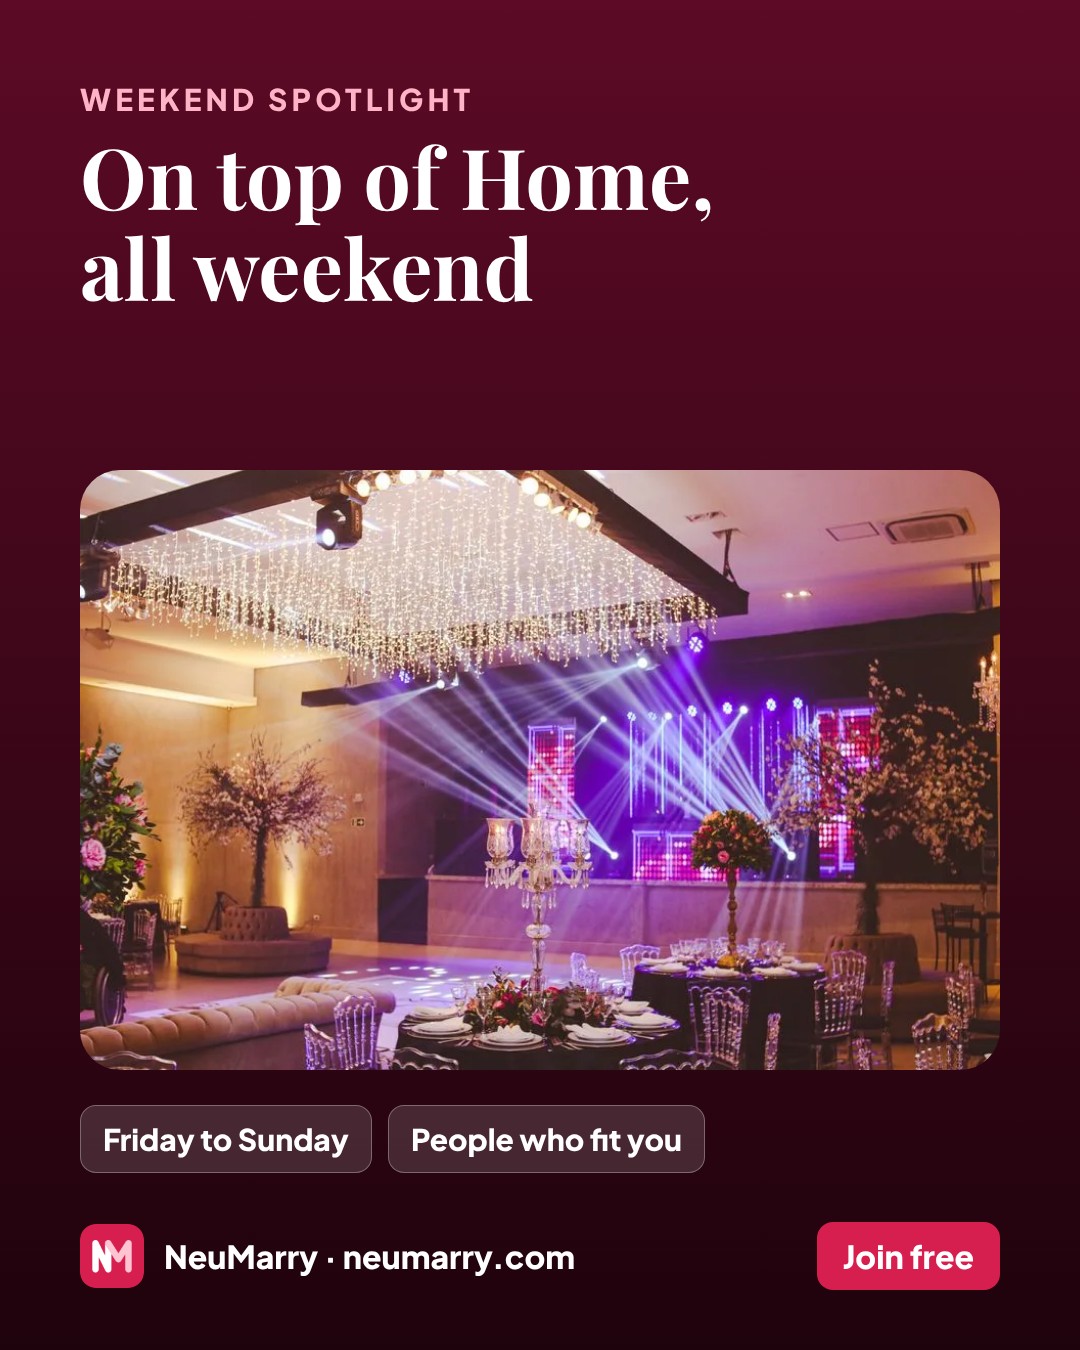 WEEKEND SPOTLIGHT
On top of Home,
all weekend
Friday to Sunday
People who fit you
NM
NeuMarry · neumarry.com
Join free